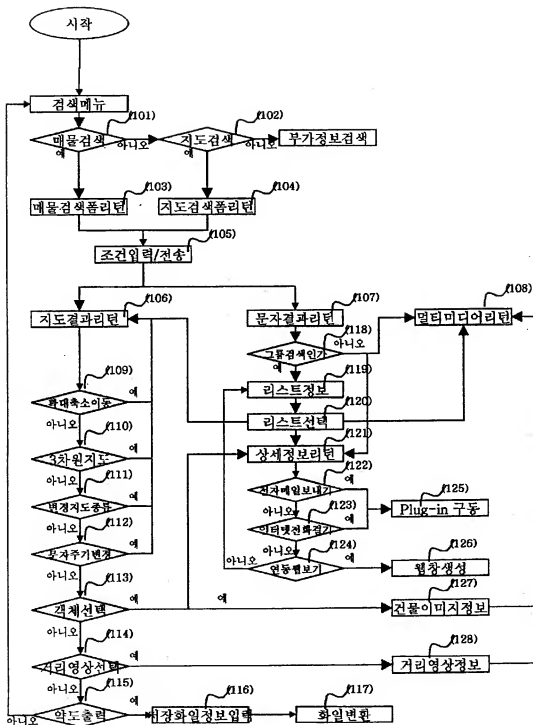 시작
검색메뉴
(101)
(102)
매물검색
지도검색
부가정보검색
예
아니오
예
아니오
(103)
(104)
매물검색폼리턴
지도검색폼리턴
(105)
조건입력/전송
(106)
(107)
(108)
지도결과리턴
문자결과리턴
멀티미디어리턴
(118)
그룹검색인가
아니오
예
(119)
리스트정보
(109)
확대축소이동
예
(120)
리스트선택
아니오
(110)
(121)
상세정보리턴
3차원지도
예
(122)
전자메일보내기
예
아니오
(111)
아니오
(123)
(125)
변경지도종류
예
인터넷전화걸기
예
Plug-in 구동
아니오
(112)
아니오
(124)
(126)
문자주기변경
예
아니오
연동웹보기
예
웹창생성
아니오
(113)
(127)
객체선택
예
예
건물이미지정보
아니오
(114)
(128)
거리영상선택
예
거리영상정보
아니오
(115)
(116)
(117)
약도출력
예
저장화일정보입력
화일변환
아니오